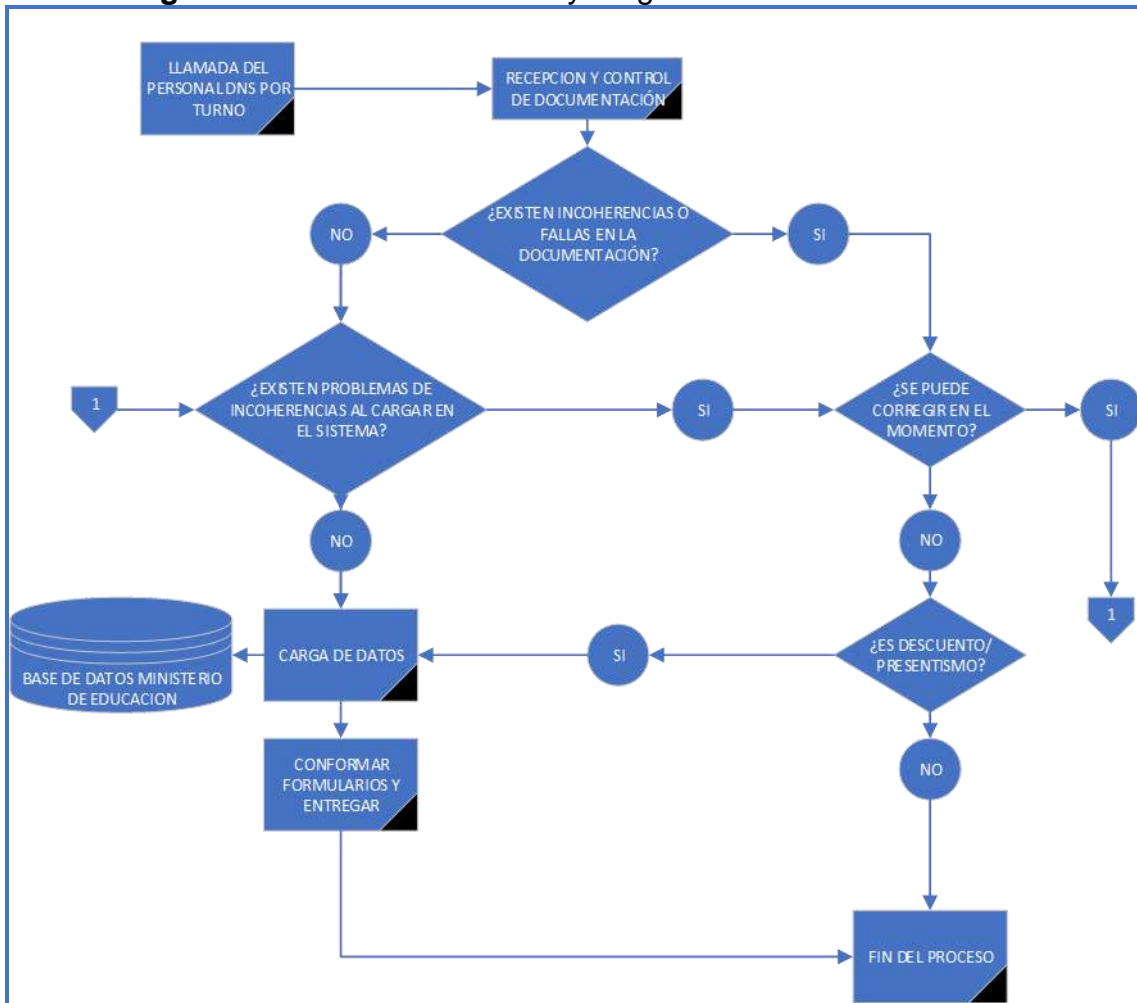 LLAMADA DEL
PERSONAL DNS POR
TURNO
RECEPCION Y CONTROL
DE DOCUMENTACIÓN
¿EXISTEN INCOHERENCIAS O
FALLAS EN LA
DOCUMENTACIÓN?
NO
SI
¿EXISTEN PROBLEMAS DE
INCOHERENCIAS AL CARGAR EN
EL SISTEMA?
1
SI
¿SE PUEDE
CORREGIR EN EL
MOMENTO?
SI
NO
NO
1
CARGA DE DATOS
SI
¿ES DESCUENTO/
PRESENTISMO?
BASE DE DATOS MINISTERIO
DE EDUCACION
CONFORMAR
FORMULARIOS Y
ENTREGAR
NO
FIN DEL PROCESO